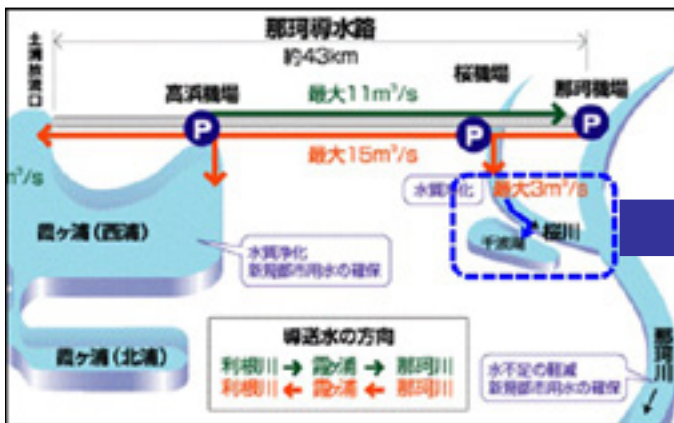 那珂導水路
約43km
土浦放流口
高浜機場
最大11m³/s
桜機場
那珂機場
P
P
P
最大15m³/s
m³/s
水質浄化
最大3m³/s
霞ヶ浦(西浦)
水質浄化
新規都市用水の確保
千波湖
桜川
霞ヶ浦(北浦)
導送水の方向
利根川 → 霞ヶ浦 → 那珂川
利根川 ← 霞ヶ浦 ← 那珂川
水不足の軽減
新規都市用水の確保
那珂川